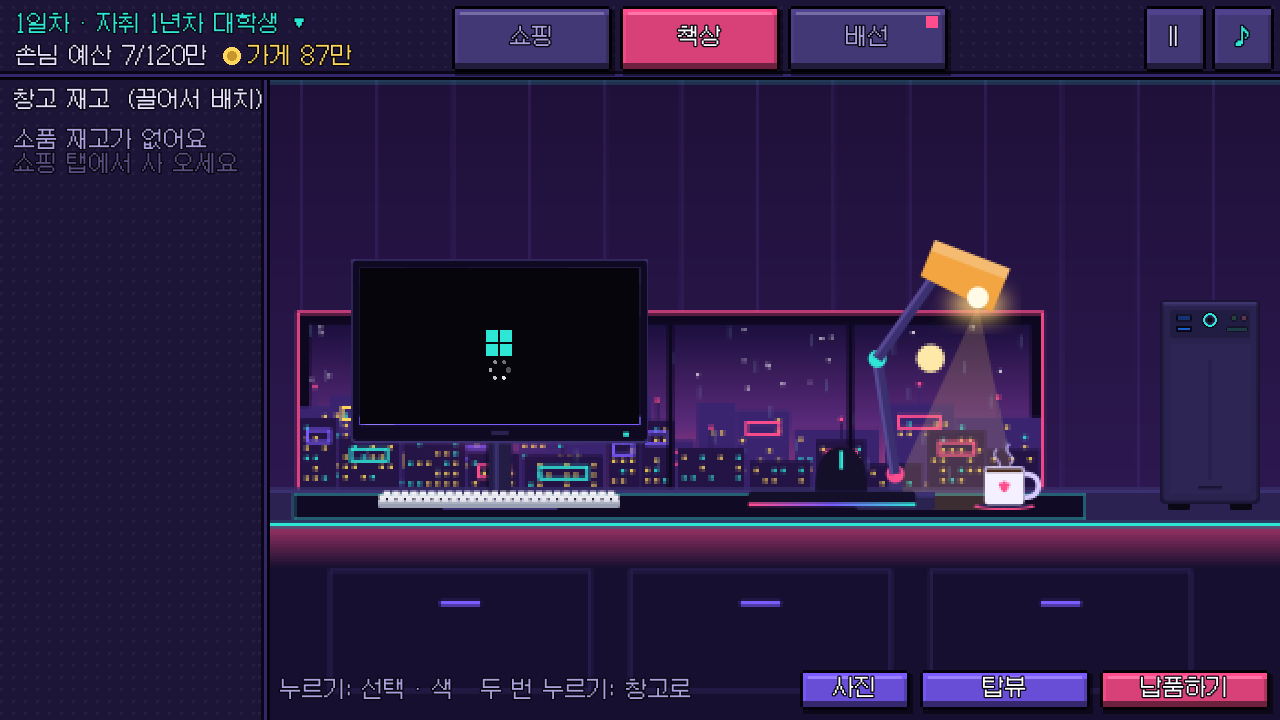 1일차 · 자취 1년차 대학생 ▼
손님 예산 7/120만 가게 87만
쇼핑
책상
배선
창고 재고 (끌어서 배치)
소품 재고가 없어요
쇼핑 탭에서 사 오세요
누르기: 선택 · 색 두 번 누르기: 창고로
사진
탑뷰
납품하기